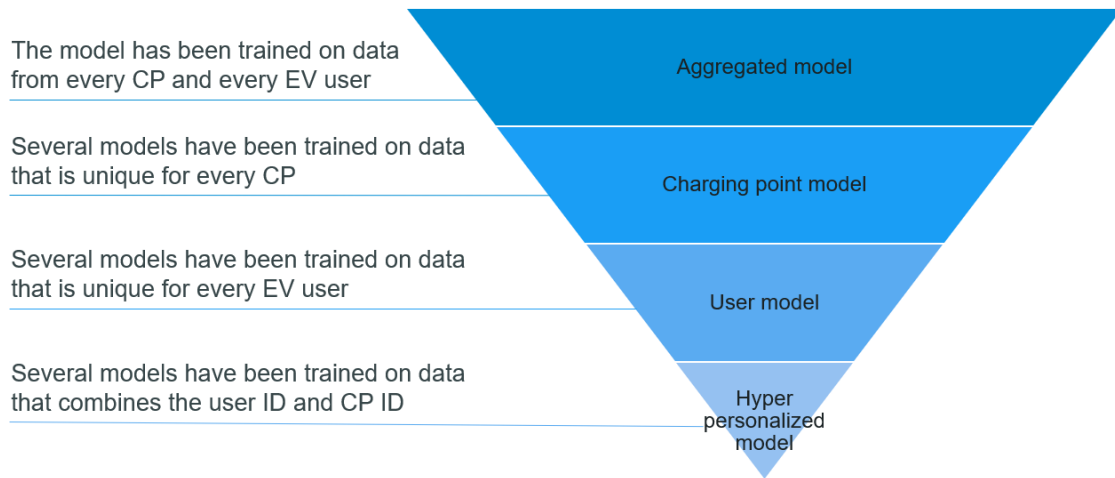 The model has been trained on data
from every CP and every EV user
Aggregated model
Several models have been trained on data
that is unique for every CP
Charging point model
Several models have been trained on data
that is unique for every EV user
User model
Several models have been trained on data
that combines the user ID and CP ID
Hyper
personalized
model